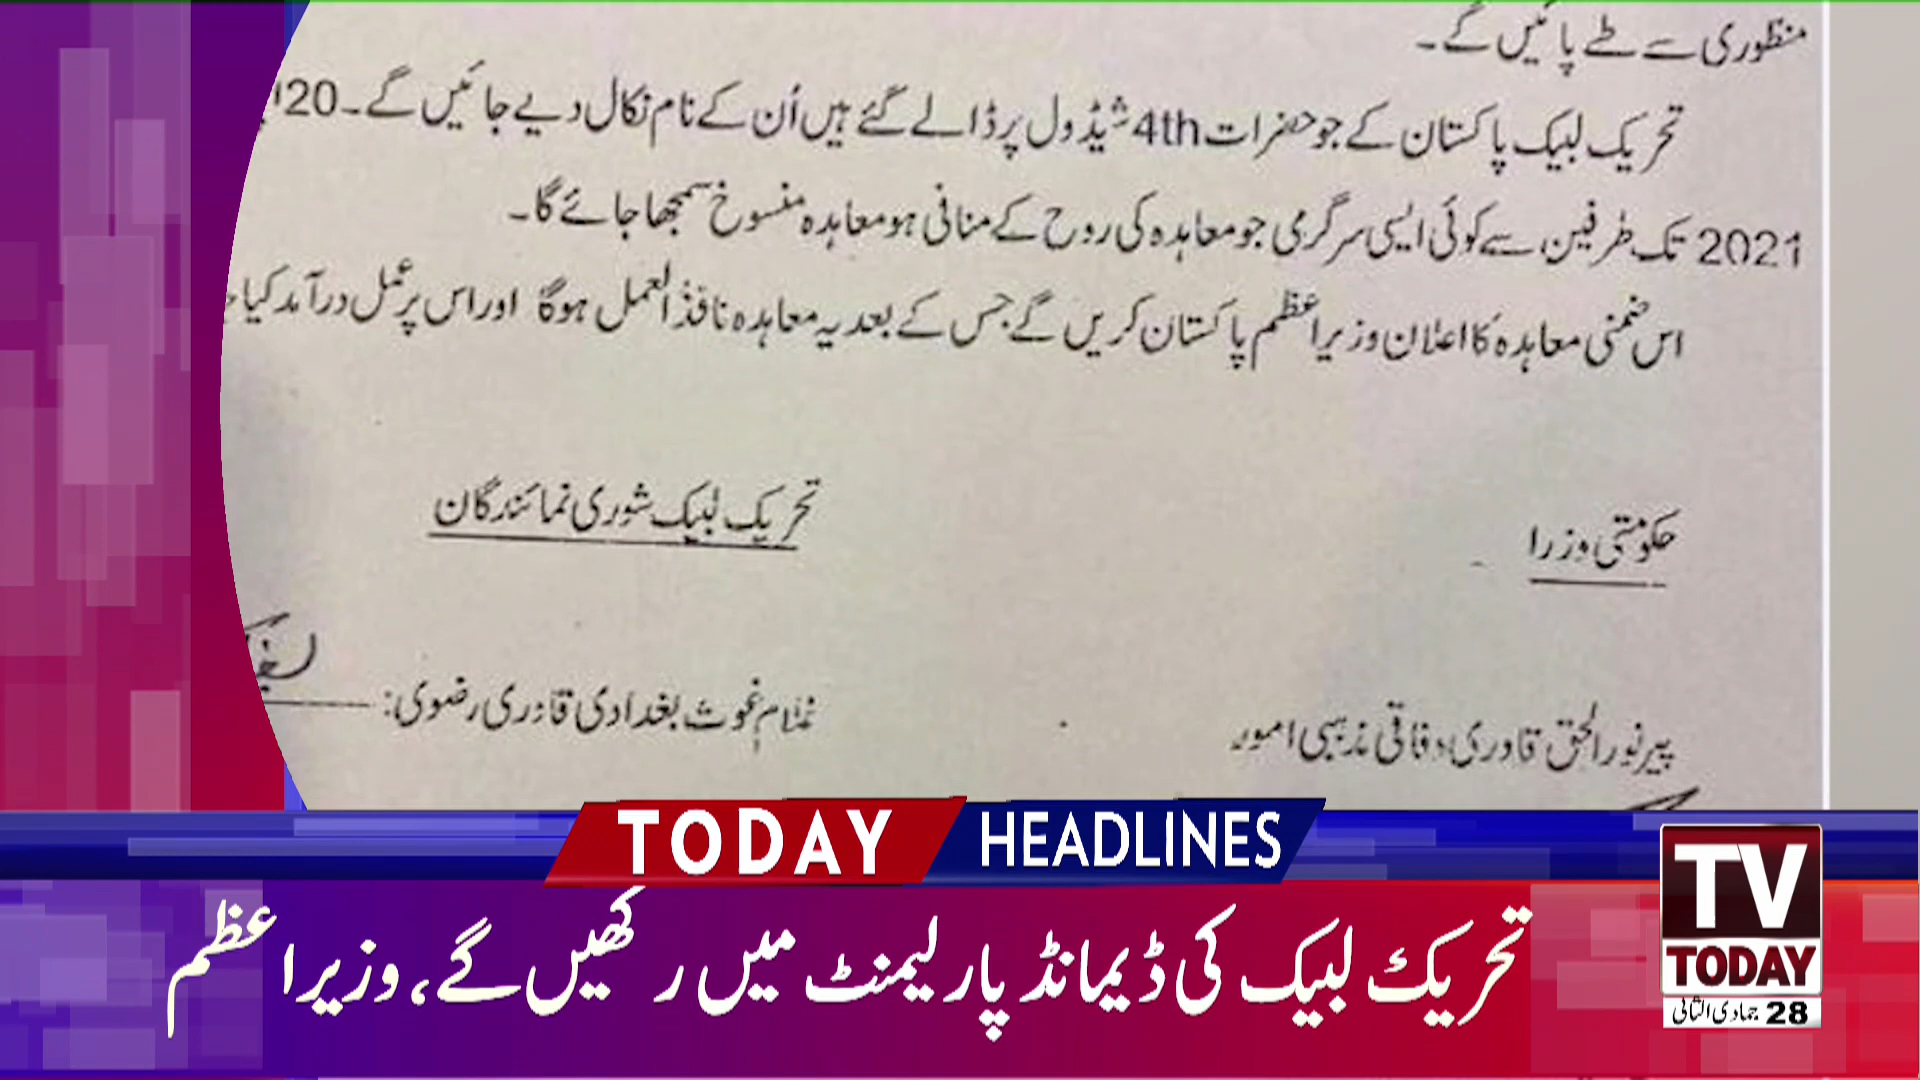 منظوری سے طے پائیں گے۔
تحریک لبیک پاکستان کے جو حضرات 4th شیڈول پر ڈالے گئے ہیں اُن کے نام نکال دیے جائیں گے۔ 20
2021 تک طرفین سے کوئی ایسی سرگرمی جو معاہدہ کی روح کے منافی ہو معاہدہ منسوخ سمجھا جائے گا۔
اس ضمنی معاہدہ کا اعلان وزیر اعظم پاکستان کریں گے جس کے بعد یہ معاہدہ نافذ العمل ہوگا اور اس پر عمل درآمد کیا
حکومتی وزرا
تحریک لبیک شوری نمائندگان
پیر نور الحق قادری وفاقی مذہبی امور
غلام غوث بغدادی قادری رضوی:
TODAY HEADLINES
تحریک لبیک کی ڈیمانڈ پارلیمنٹ میں رکھیں گے، وزیراعظم
TV
TODAY
28 جمادی الثانی